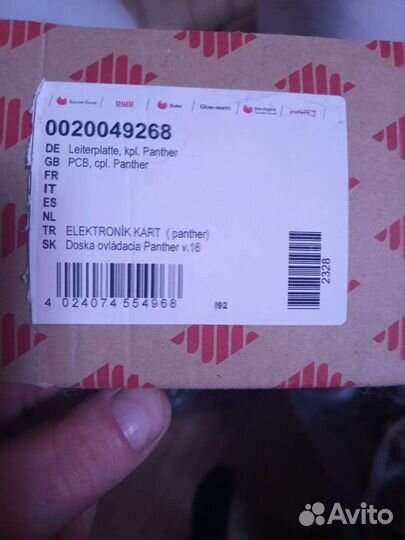 Saunier Duval awb Bulex Glow-worm Hermann Saunier Duval protherm
0020049268
DE Leiterplatte, kpl. Panther
GB PCB, cpl. Panther
FR
IT
ES
NL
TR ELEKTRONİK KART ( panther)
SK Doska ovládacia Panther v.18
4 024074 554968
I92
2328
Avito